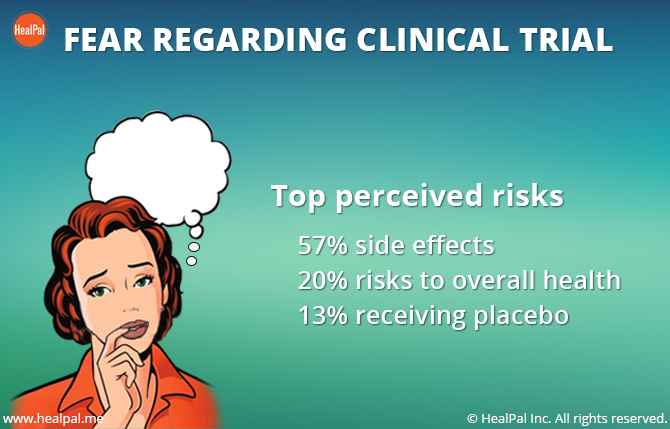 HealPal
FEAR REGARDING CLINICAL TRIAL
Top perceived risks
57% side effects
20% risks to overall health
13% receiving placebo
www.healpal.me
© HealPal Inc. All rights reserved.